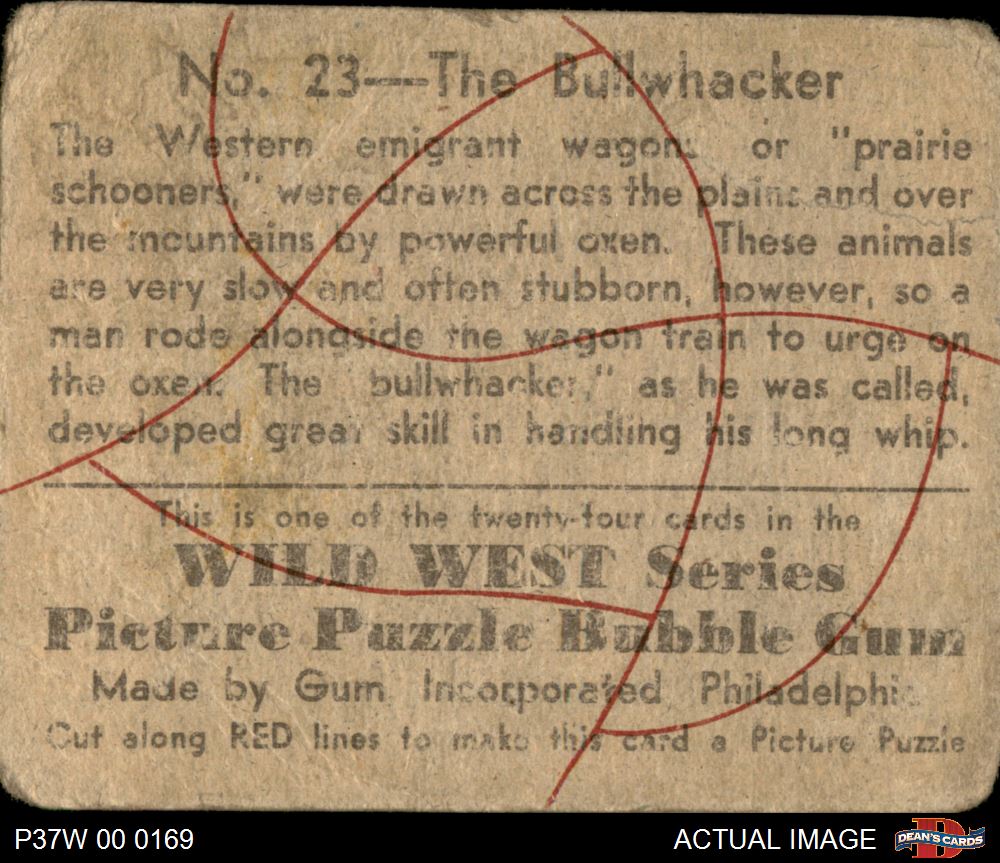 No. 23—The Bullwhacker
The Western emigrant wagons or "prairie
schooners," were drawn across the plains and over
the mountains by powerful oxen. These animals
are very slow and often stubborn, however, so a
man rode alongside the wagon train to urge on
the oxen. The "bullwhacker," as he was called,
developed great skill in handling his long whip.
This is one of the twenty-four cards in the
WILD WEST Series
Picture Puzzle Bubble Gum
Made by Gum, Incorporated, Philadelphia
Cut along RED lines to make this card a Picture Puzzle
P37W 00 0169
ACTUAL IMAGE
D
DEAN'S CARDS